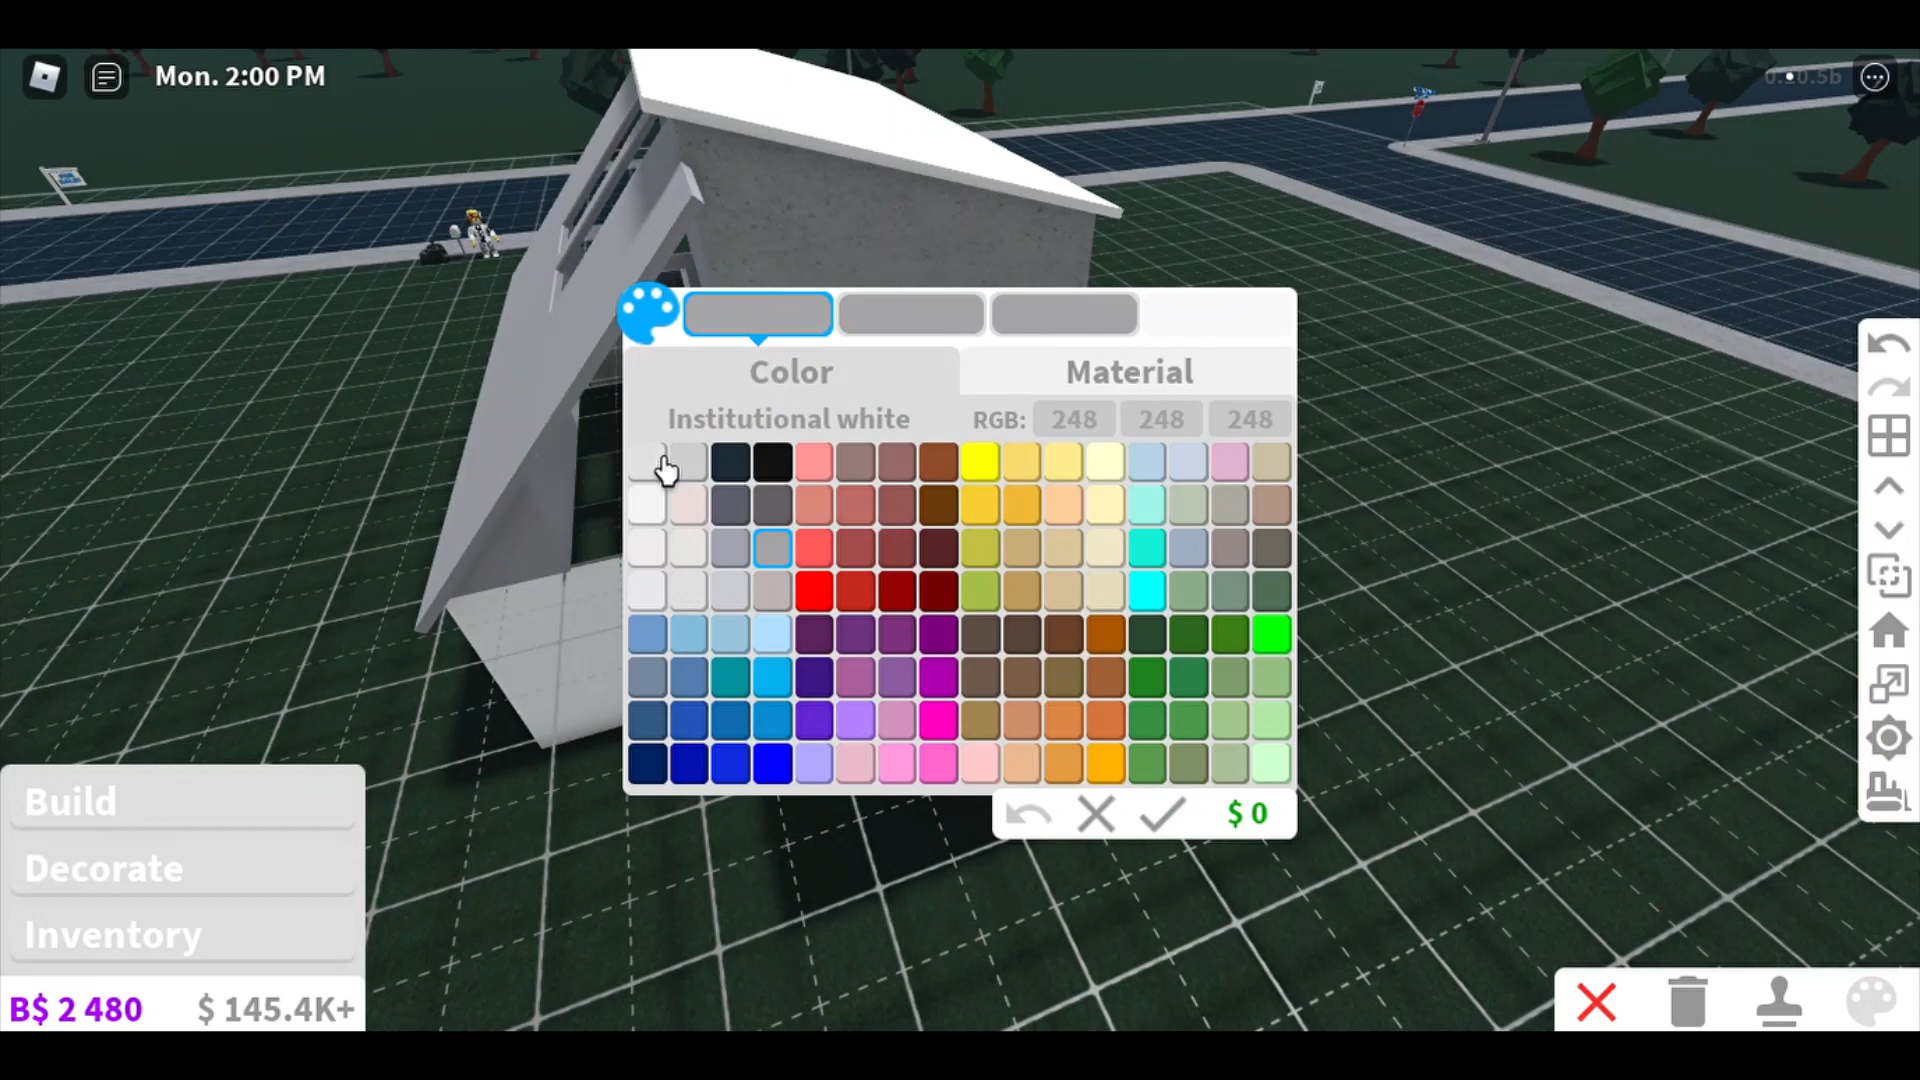 Mon. 2:00 PM
Color
Material
Institutional white
RGB: 248 248 248
$ 0
Build
Decorate
Inventory
B$ 2 480
$ 145.4K+